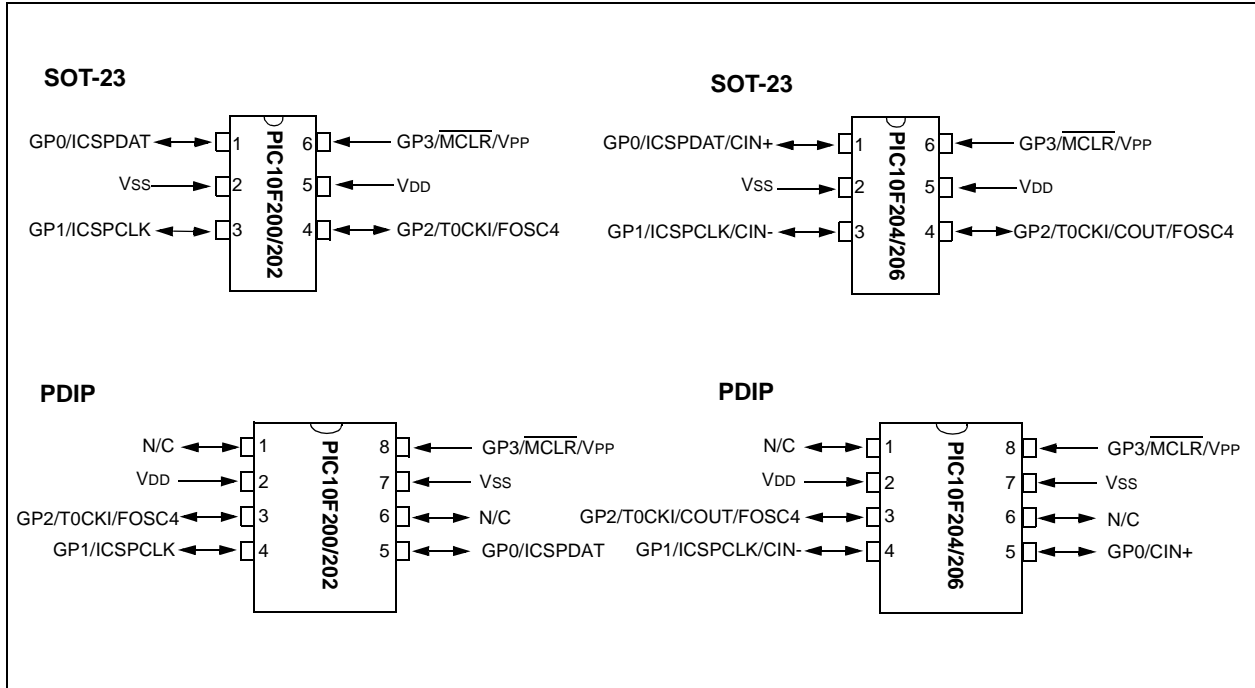 SOT-23
GP0/ICSPDAT
VSS
GP1/ICSPCLK
1
2
3
PIC10F200/202
6
5
4
GP3/MCLR/VPP
VDD
GP2/T0CKI/FOSC4
SOT-23
GP0/ICSPDAT/CIN+
VSS
GP1/ICSPCLK/CIN-
1
2
3
PIC10F204/206
6
5
4
GP3/MCLR/VPP
VDD
GP2/T0CKI/COUT/FOSC4
PDIP
N/C
VDD
GP2/T0CKI/FOSC4
GP1/ICSPCLK
1
2
3
4
PIC10F200/202
8
7
6
5
GP3/MCLR/VPP
VSS
N/C
GP0/ICSPDAT
PDIP
N/C
VDD
GP2/T0CKI/COUT/FOSC4
GP1/ICSPCLK/CIN-
1
2
3
4
PIC10F204/206
8
7
6
5
GP3/MCLR/VPP
VSS
N/C
GP0/CIN+